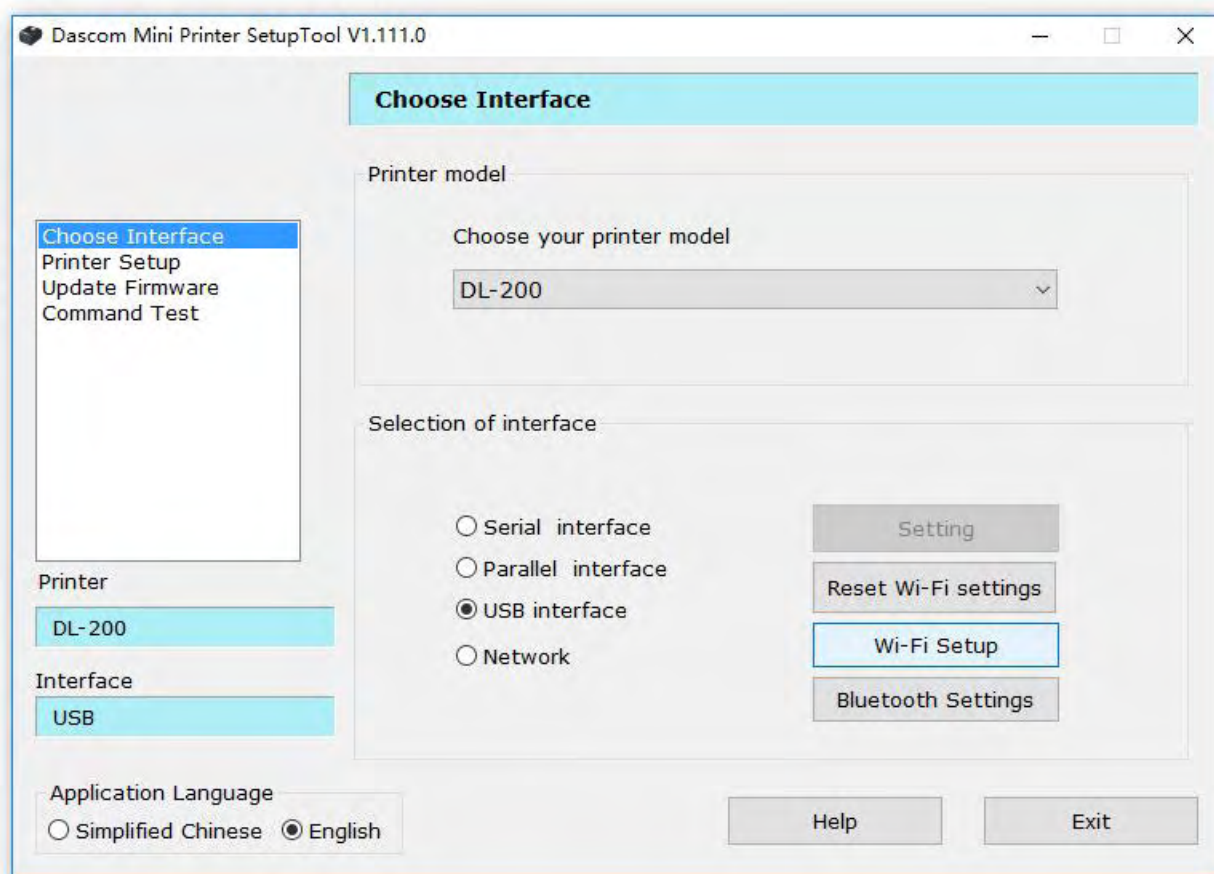 Dascom Mini Printer SetupTool V1.111.0
Choose Interface
Choose Interface
Printer Setup
Update Firmware
Command Test
Printer
DL-200
Interface
USB
Printer model
Choose your printer model
DL-200
Selection of interface
Serial interface
Parallel interface
USB interface
Network
Setting
Reset Wi-Fi settings
Wi-Fi Setup
Bluetooth Settings
Application Language
Simplified Chinese
English
Help
Exit